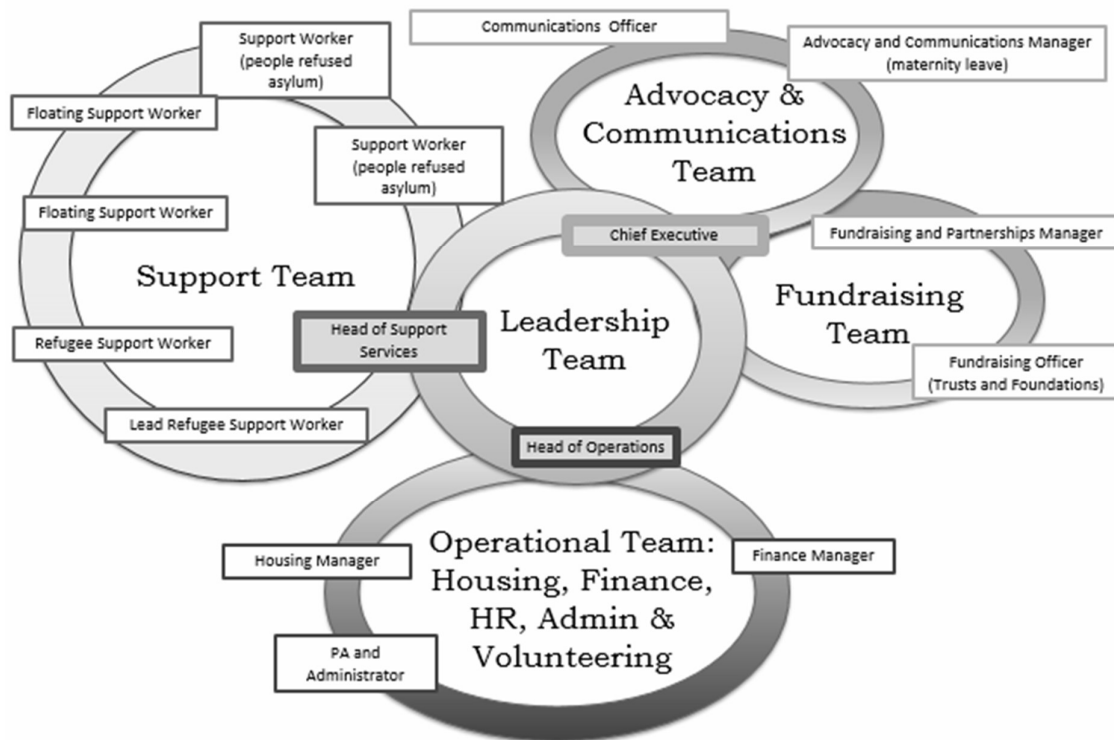 Communications Officer
Support Worker
(people refused
asylum)
Advocacy and Communications Manager
(maternity leave)
Floating Support Worker
Advocacy &
Communications
Team
Support Worker
(people refused
asylum)
Floating Support Worker
Chief Executive
Fundraising and Partnerships Manager
Support Team
Fundraising
Team
Head of Support
Services
Leadership
Team
Refugee Support Worker
Fundraising Officer
(Trusts and Foundations)
Lead Refugee Support Worker
Head of Operations
Housing Manager
Operational Team:
Housing, Finance,
HR, Admin &
Volunteering
Finance Manager
PA and
Administrator